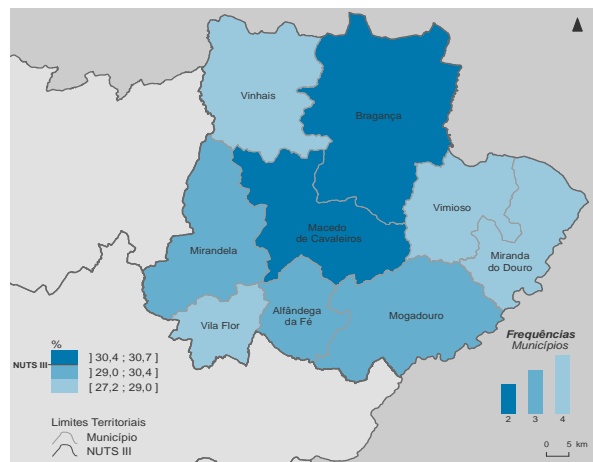 Vinhais
Bragança
Vimioso
Macedo
de Cavaleiros
Mirandela
Miranda
do Douro
Alfândega
da Fé
Mogadouro
Vila Flor
%
NUTS III
] 30,4 ; 30,7 ]
] 29,0 ; 30,4 ]
[ 27,2 ; 29,0 ]
Limites Territoriais
Município
NUTS III
Frequências
Municípios
2 3 4
0 5 km